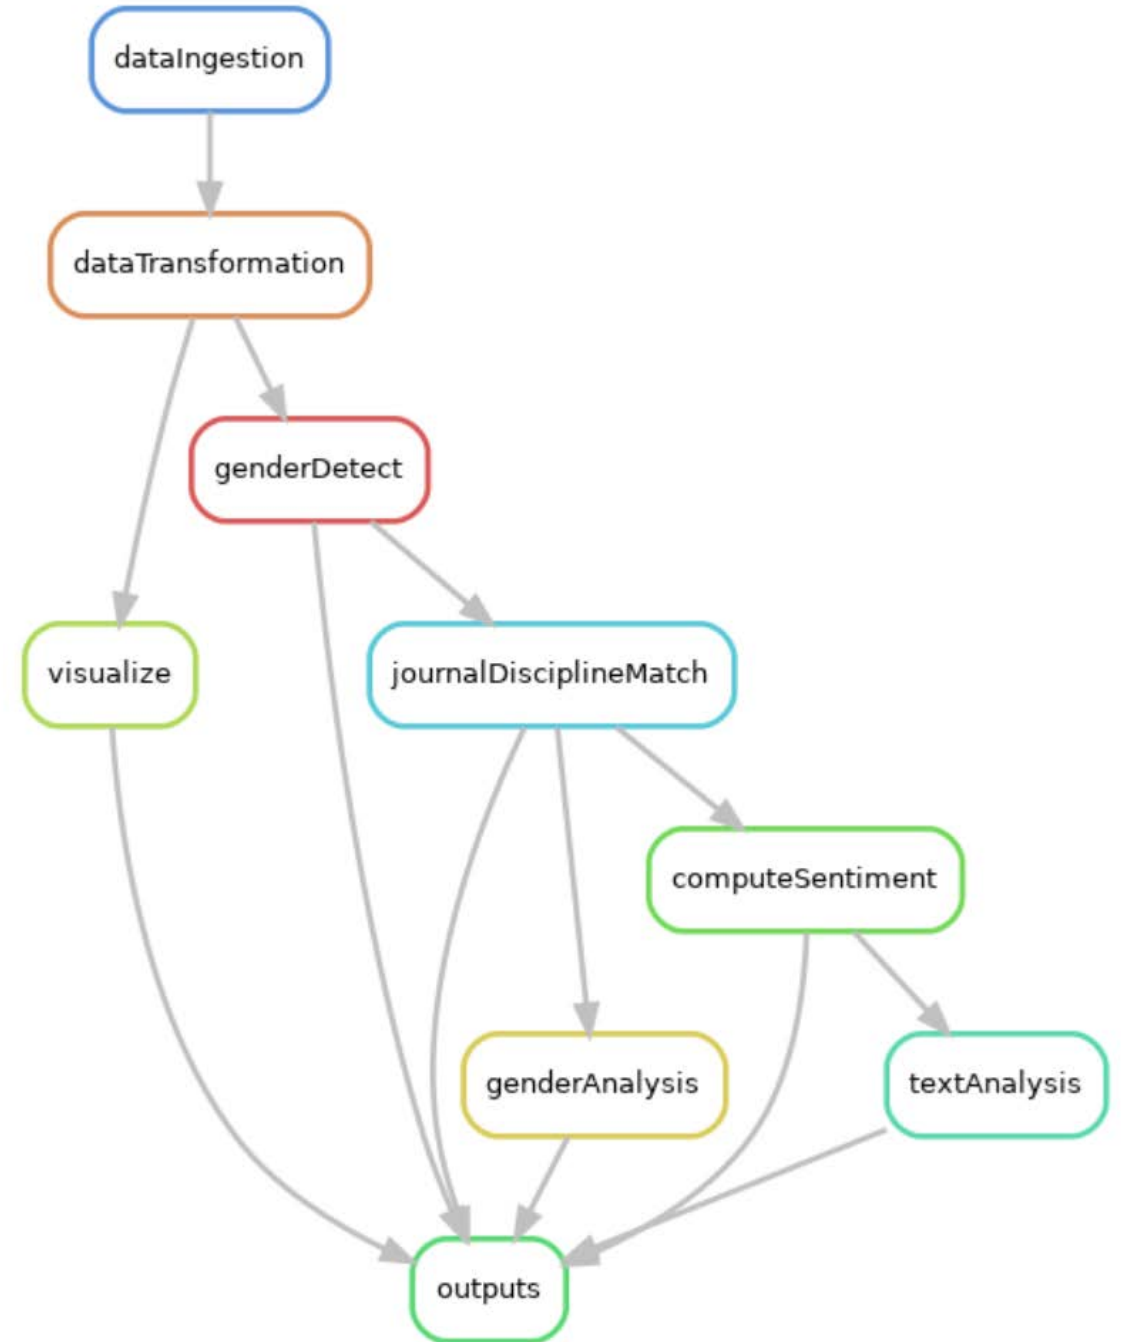 dataIngestion
dataTransformation
genderDetect
visualize
journalDisciplineMatch
computeSentiment
genderAnalysis
textAnalysis
outputs